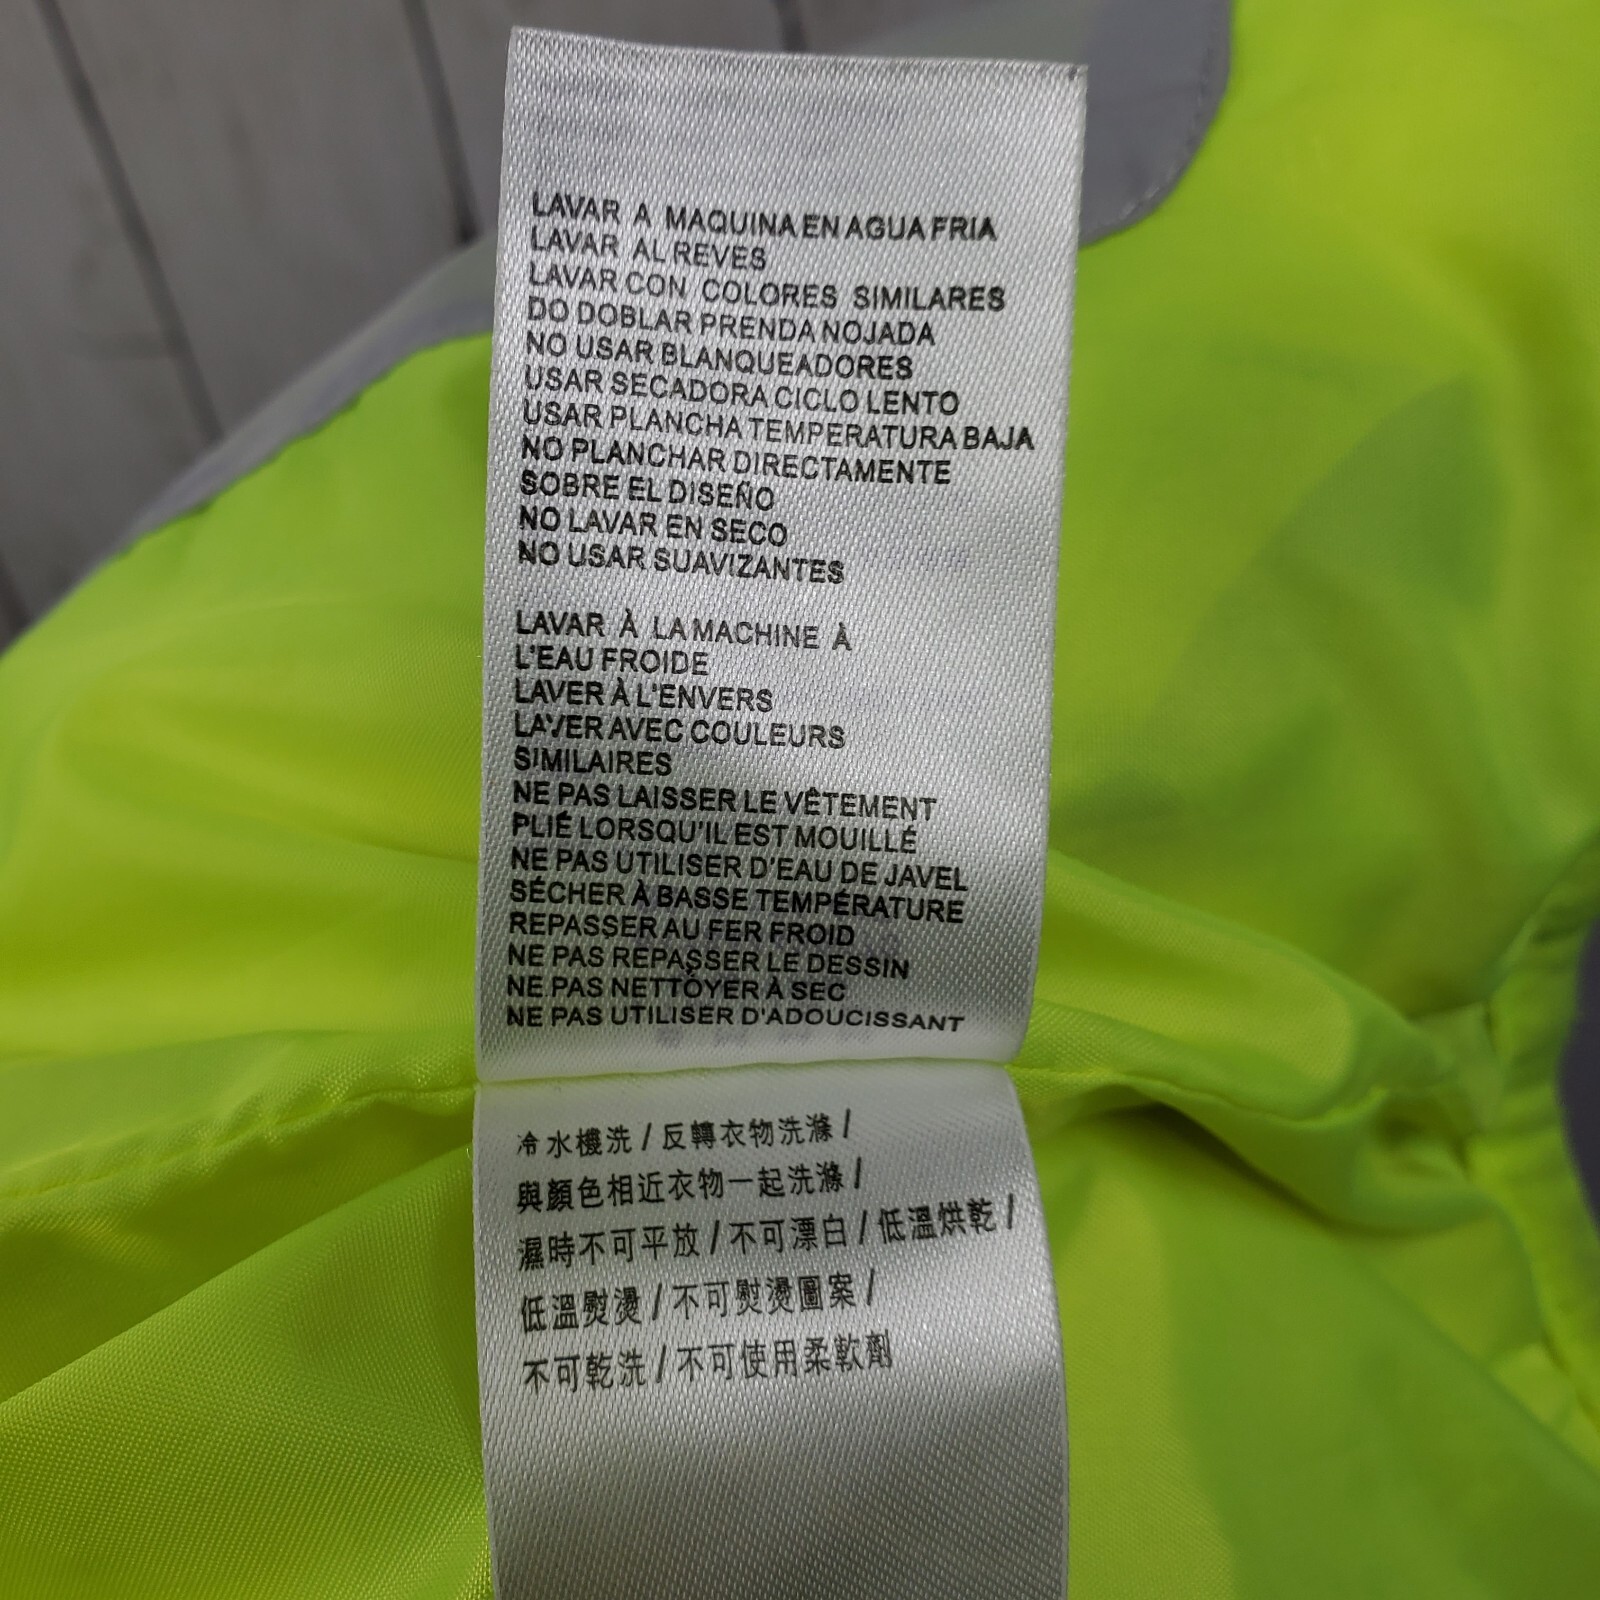 LAVAR A MAQUINA EN AGUA FRIA
LAVAR AL REVES
LAVAR CON COLORES SIMILARES
DO DOBLAR PRENDA NOJADA
NO USAR BLANQUEADORES
USAR SECADORA CICLO LENTO
USAR PLANCHA TEMPERATURA BAJA
NO PLANCHAR DIRECTAMENTE
SOBRE EL DISEÑO
NO LAVAR EN SECO
NO USAR SUAVIZANTES
LAVAR À LA MACHINE À
L'EAU FROIDE
LAVER À L'ENVERS
LAVER AVEC COULEURS
SIMILAIRES
NE PAS LAISSER LE VÊTEMENT
PLIÉ LORSQU'IL EST MOUILLÉ
NE PAS UTILISER D'EAU DE JAVEL
SÉCHER À BASSE TEMPÉRATURE
REPASSER AU FER FROID
NE PAS REPASSER LE DESSIN
NE PAS NETTOYER À SEC
NE PAS UTILISER D'ADOUCISSANT
冷水機洗 / 反轉衣物洗滌 /
與顏色相近衣物一起洗滌 /
濕時不可平放 / 不可漂白 / 低溫烘乾 /
低溫熨燙 / 不可熨燙圖案 /
不可乾洗 / 不可使用柔軟劑